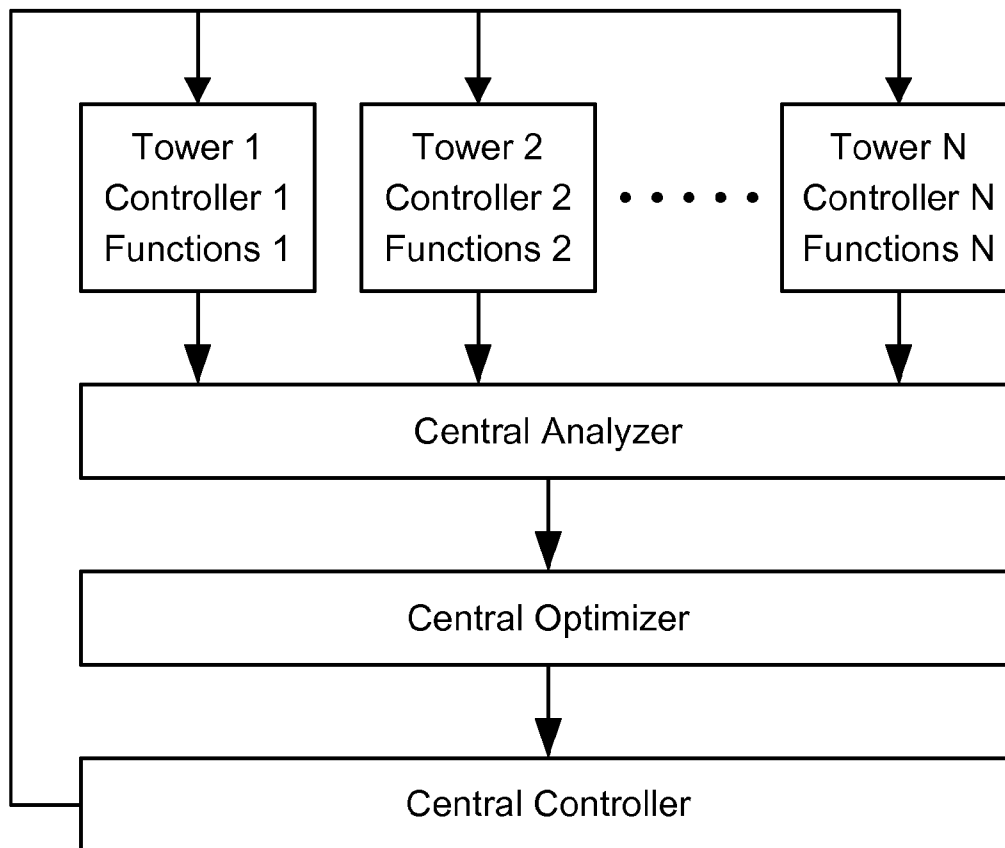 Tower 1
Controller 1
Functions 1
Tower 2
Controller 2
Functions 2
Tower N
Controller N
Functions N
Central Analyzer
Central Optimizer
Central Controller